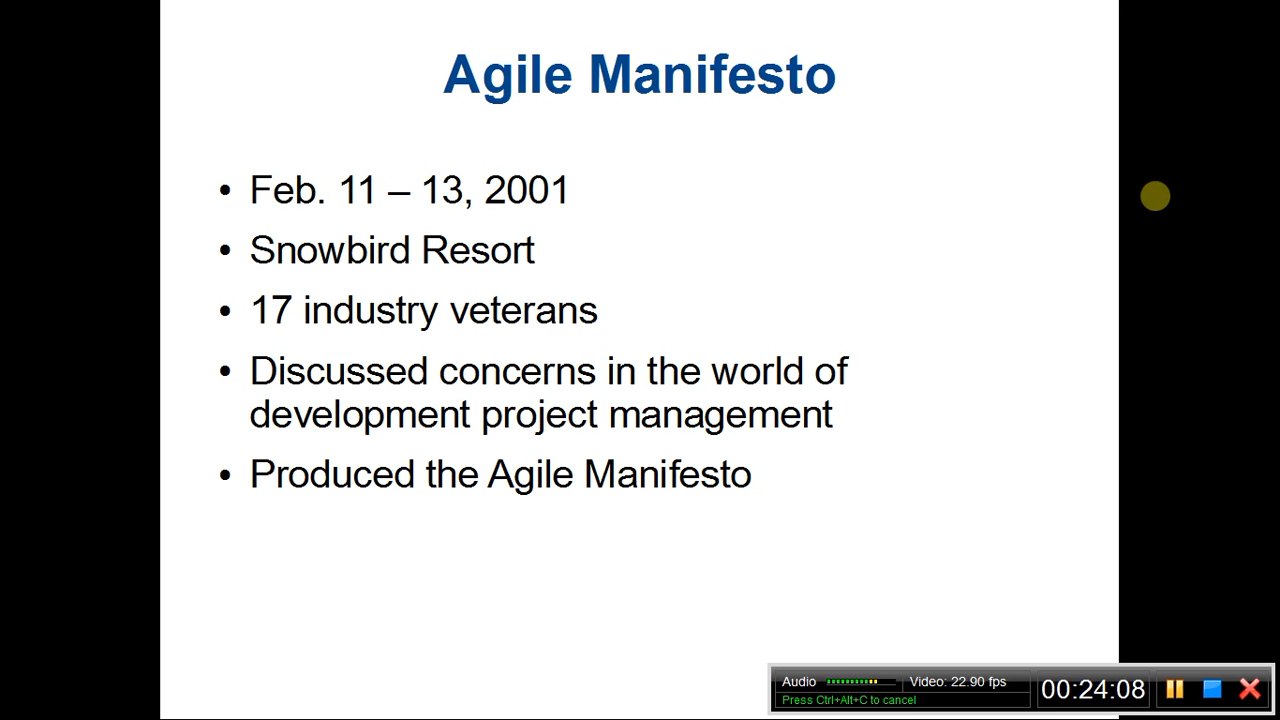 Agile Manifesto
• Feb. 11 – 13, 2001
• Snowbird Resort
• 17 industry veterans
• Discussed concerns in the world of
development project management
• Produced the Agile Manifesto
Audio
Video: 22.90 fps
Press Ctrl+Alt+C to cancel
00:24:08